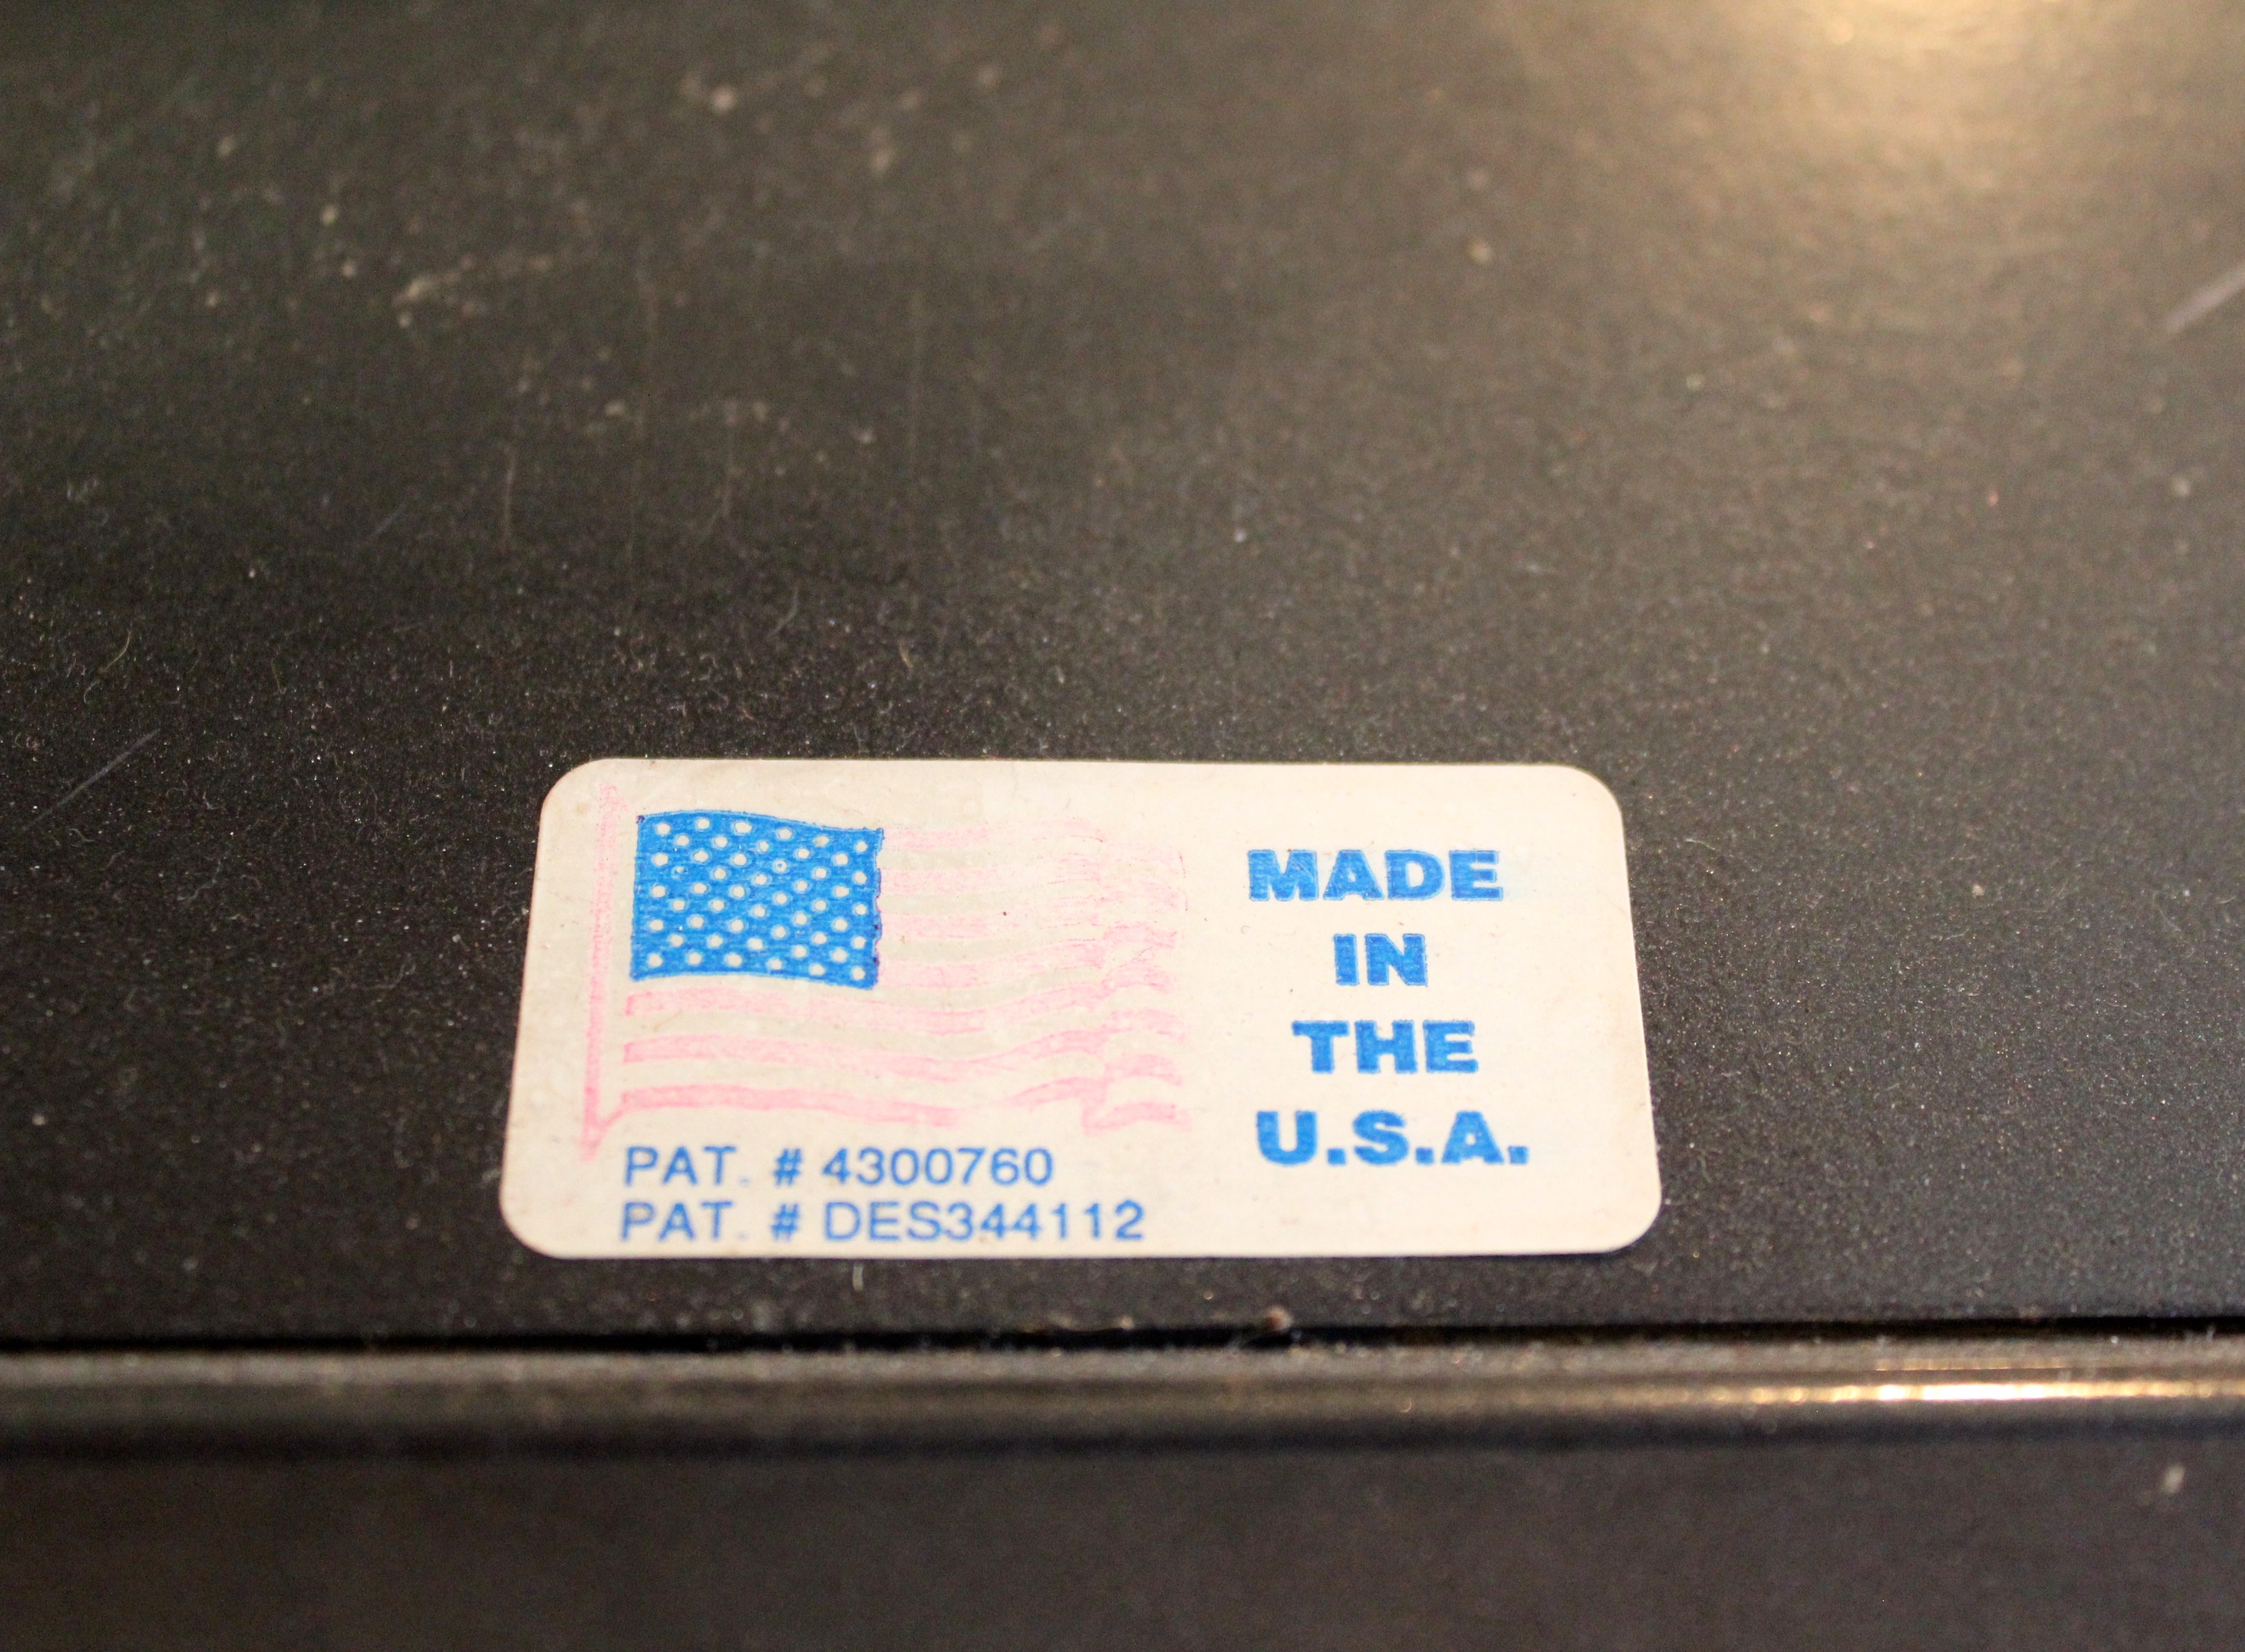 MADE
IN
THE
U.S.A.
PAT. # 4300760
PAT. # DES344112